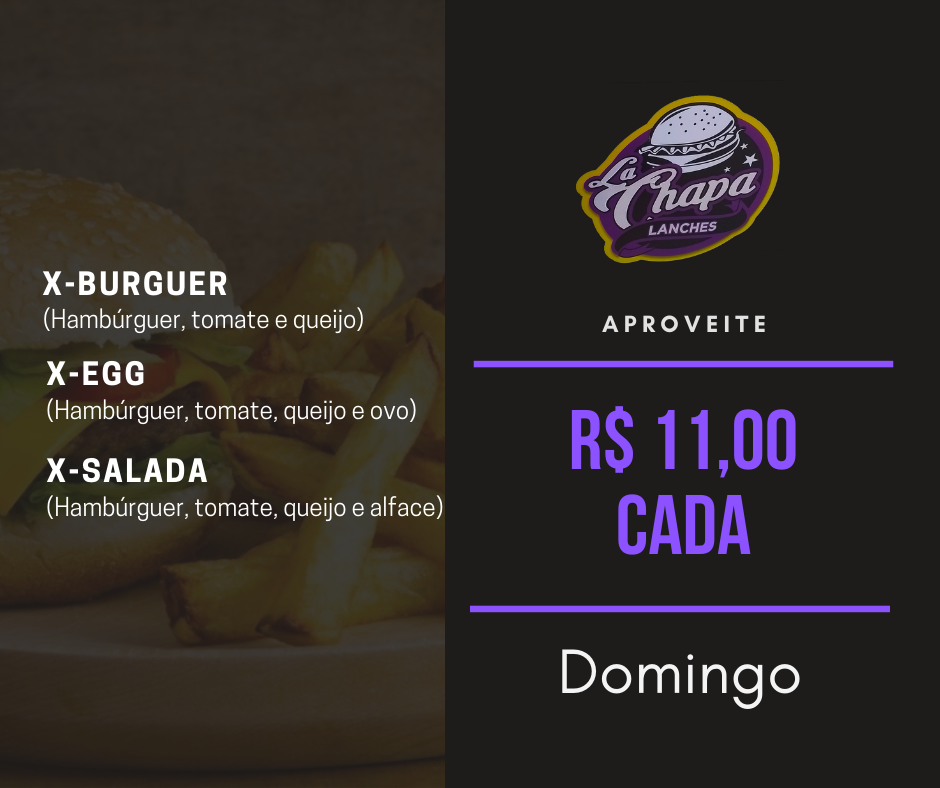 X-BURGUER
(Hambúrguer, tomate e queijo)
X-EGG
(Hambúrguer, tomate, queijo e ovo)
X-SALADA
(Hambúrguer, tomate, queijo e alface)
La
Chapa
LANCHES
APROVEITE
R$ 11,00
CADA
Domingo